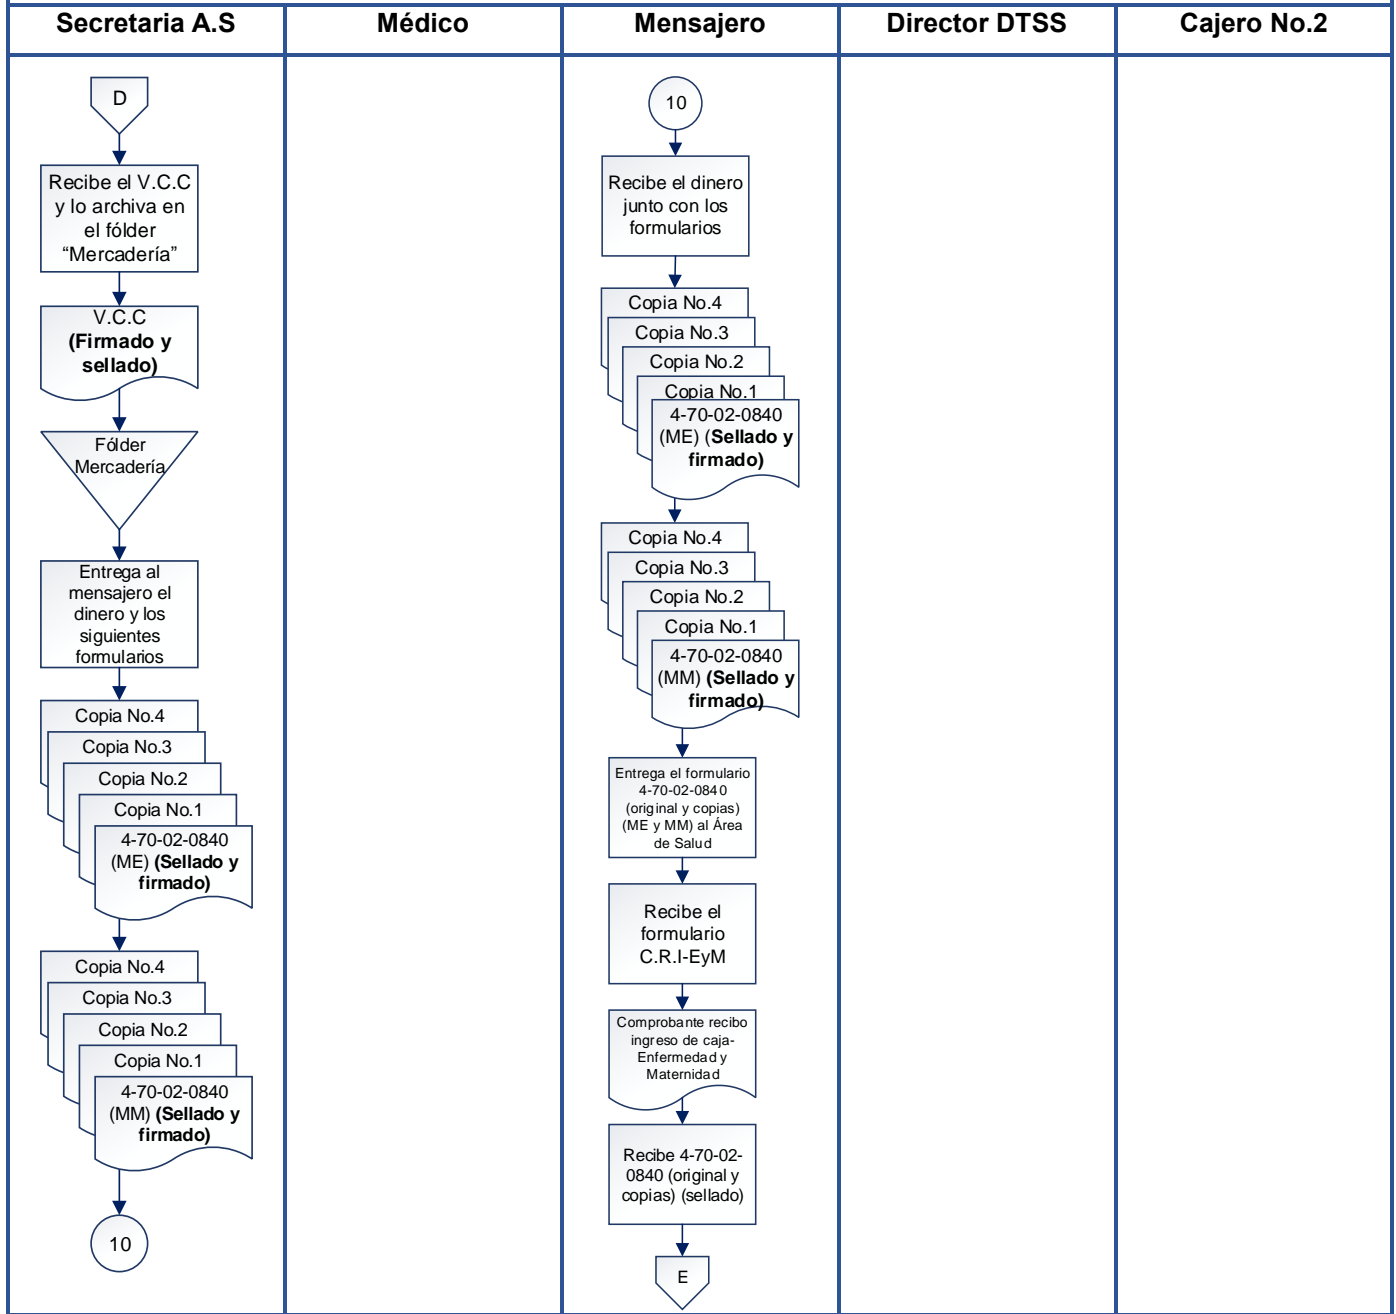 Secretaria A.S
Médico
Mensajero
Director DTSS
Cajero No.2
D
Recibe el V.C.C
y lo archiva en
el fólder
“Mercadería”
V.C.C
(Firmado y
sellado)
Fólder
Mercadería
Entrega al
mensajero el
dinero y los
siguientes
formularios
Copia No.4
Copia No.3
Copia No.2
Copia No.1
4-70-02-0840
(ME) (Sellado y
firmado)
Copia No.4
Copia No.3
Copia No.2
Copia No.1
4-70-02-0840
(MM) (Sellado y
firmado)
10
10
Recibe el dinero
junto con los
formularios
Copia No.4
Copia No.3
Copia No.2
Copia No.1
4-70-02-0840
(ME) (Sellado y
firmado)
Copia No.4
Copia No.3
Copia No.2
Copia No.1
4-70-02-0840
(MM) (Sellado y
firmado)
Entrega el formulario
4-70-02-0840
(original y copias)
(ME y MM) al Área
de Salud
Recibe el
formulario
C.R.I-EyM
Comprobante recibo
ingreso de caja-
Enfermedad y
Maternidad
Recibe 4-70-02-
0840 (original y
copias) (sellado)
E